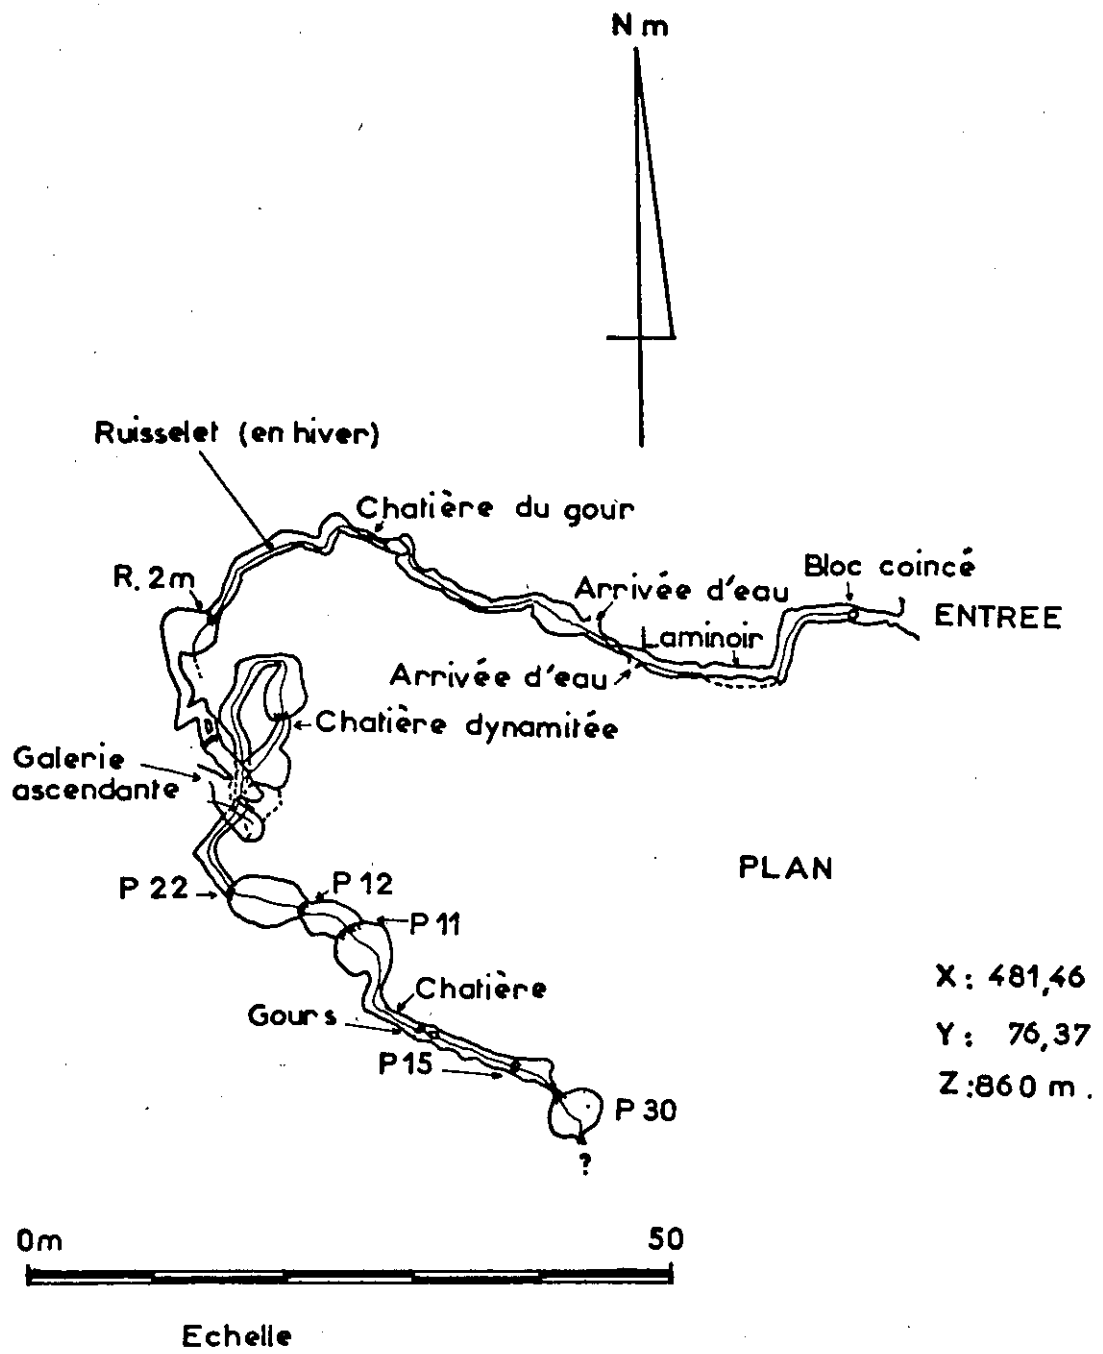 N m
Ruisselet (en hiver)
Chatière du gour
Bloc coincé
R. 2m
Arrivée d'eau
ENTREE
Laminoir
Arrivée d'eau
Chatière dynamitée
Galerie
ascendante
PLAN
P 22
P 12
P 11
X: 481,46
Chatière
Gours
Y: 76,37
P 15
Z:860 m.
P 30
?
0m
50
Echelle